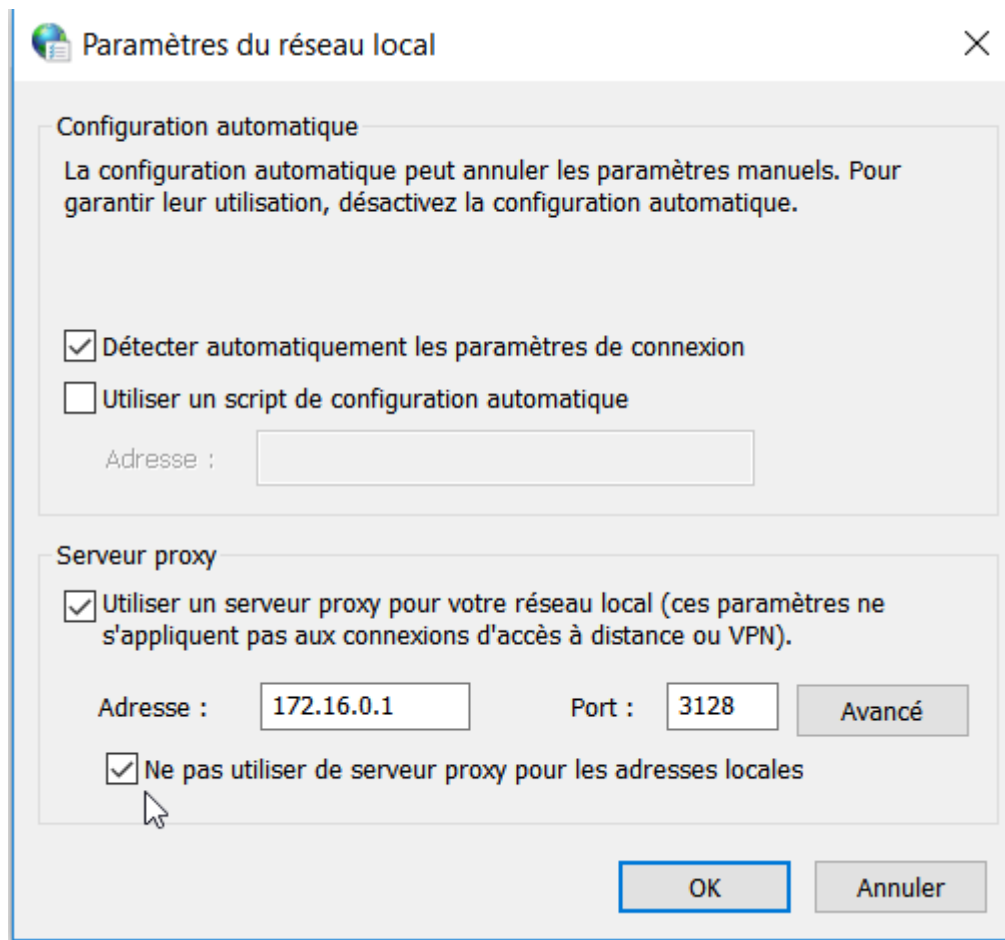 Paramètres du réseau local
Configuration automatique
La configuration automatique peut annuler les paramètres manuels. Pour
garantir leur utilisation, désactivez la configuration automatique.
Détecter automatiquement les paramètres de connexion
Utiliser un script de configuration automatique
Adresse :
Serveur proxy
Utiliser un serveur proxy pour votre réseau local (ces paramètres ne
s'appliquent pas aux connexions d'accès à distance ou VPN).
Adresse : 172.16.0.1 Port : 3128 Avancé
Ne pas utiliser de serveur proxy pour les adresses locales
OK Annuler